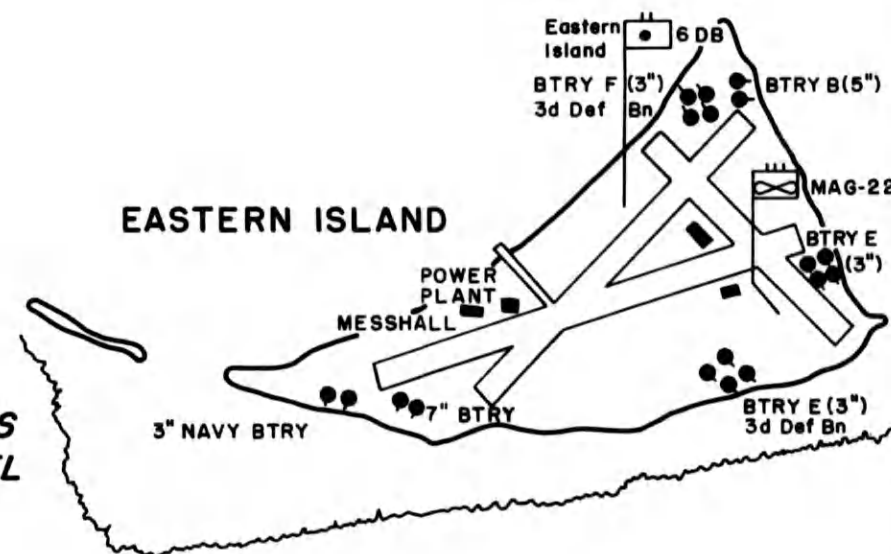 Eastern
Island
6 DB
BTRY F (3")
3d Def Bn
BTRY B(5")
MAG-22
EASTERN ISLAND
BTRY E
(3")
POWER
PLANT
MESSHALL
3" NAVY BTRY
7" BTRY
BTRY E (3")
3d Def Bn
S
EL